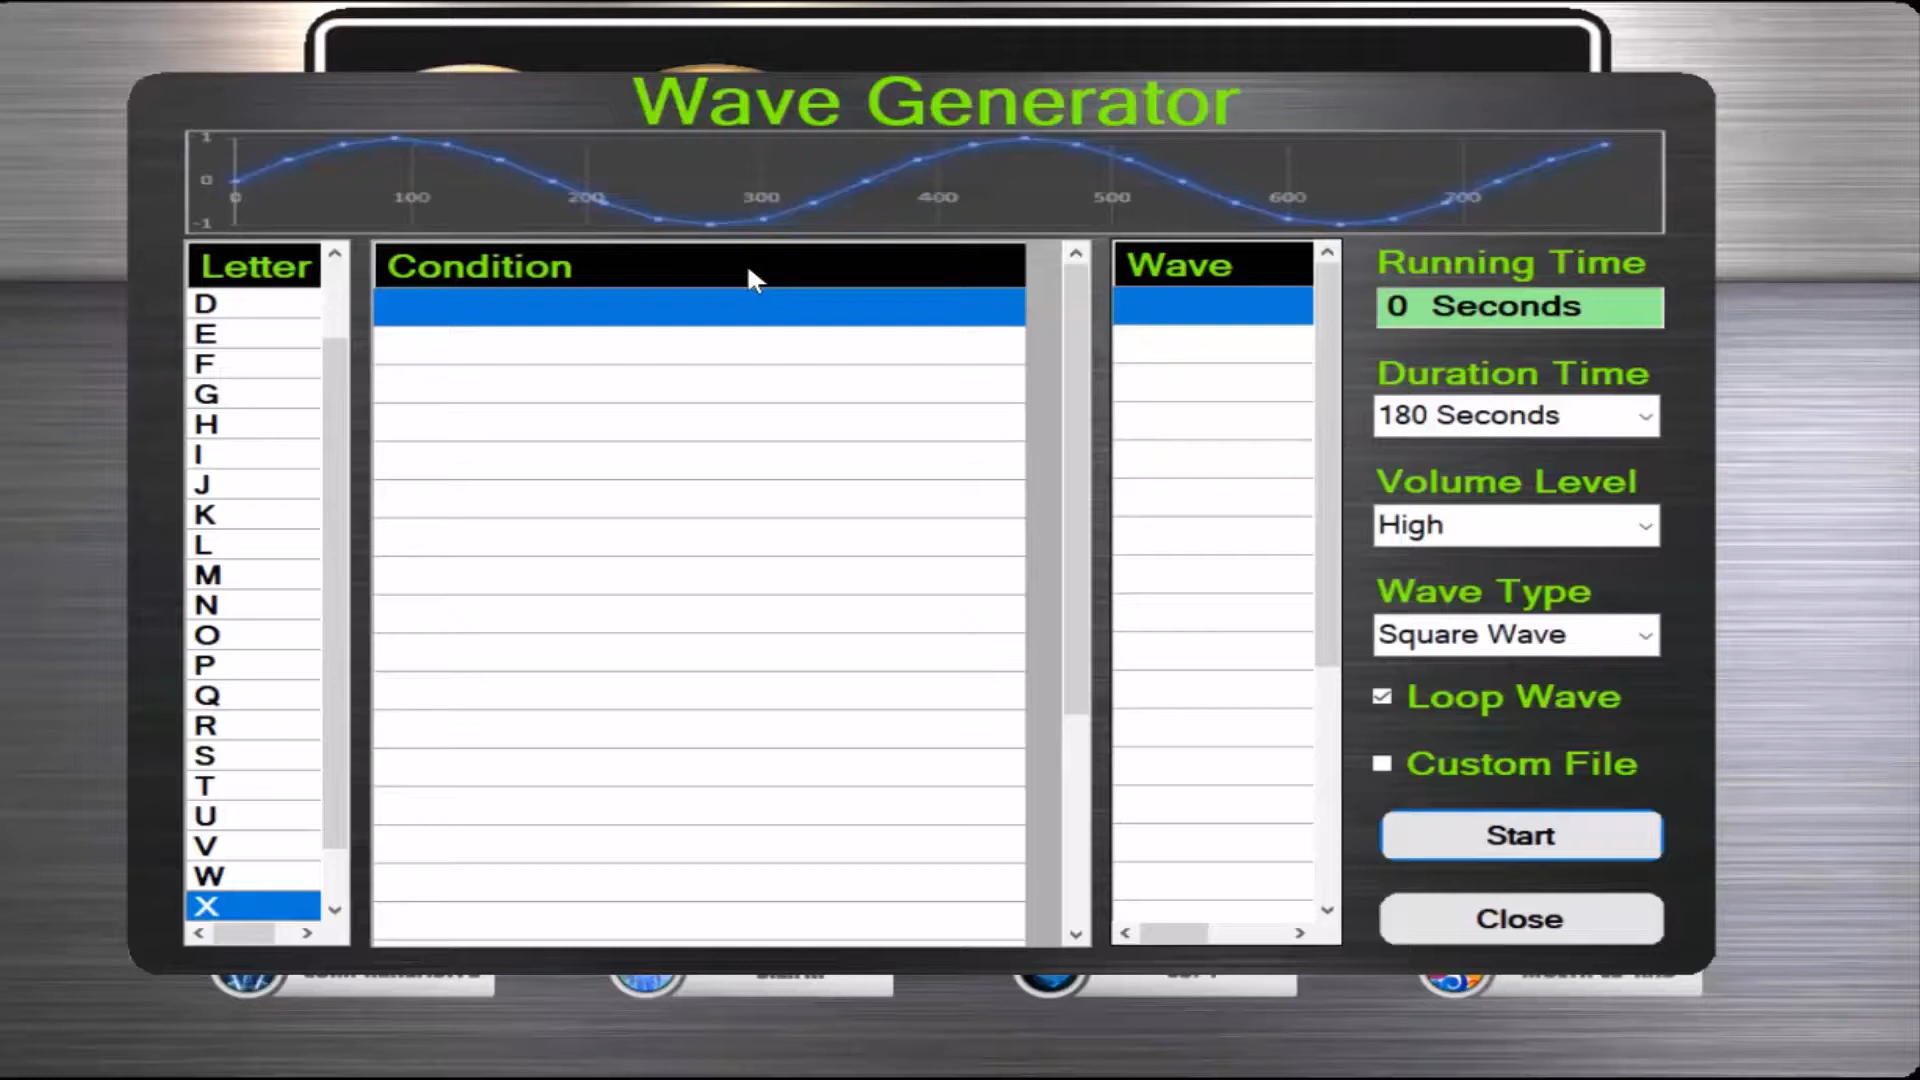 Wave Generator
1
0
-1
0 100 200 300 400 500 600 700
Letter
D
E
F
G
H
I
J
K
L
M
N
O
P
Q
R
S
T
U
V
W
X
Condition
Wave
Running Time
0 Seconds
Duration Time
180 Seconds
Volume Level
High
Wave Type
Square Wave
Loop Wave
Custom File
Start
Close